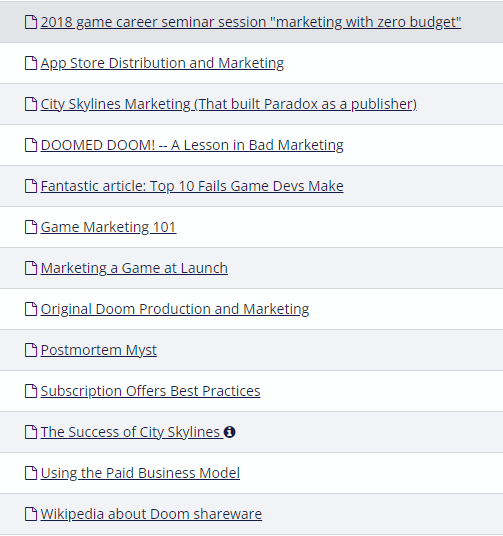 2018 game career seminar session "marketing with zero budget"
App Store Distribution and Marketing
City Skylines Marketing (That built Paradox as a publisher)
DOOMED DOOM! -- A Lesson in Bad Marketing
Fantastic article: Top 10 Fails Game Devs Make
Game Marketing 101
Marketing a Game at Launch
Original Doom Production and Marketing
Postmortem Myst
Subscription Offers Best Practices
The Success of City Skylines
Using the Paid Business Model
Wikipedia about Doom shareware